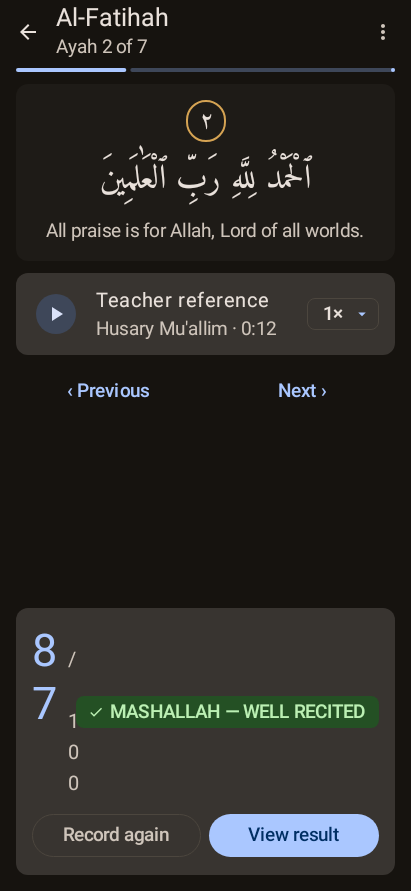 Al-Fatihah
Ayah 2 of 7
٢
ٱلْحَمْدُ لِلَّهِ رَبِّ ٱلْعَٰلَمِينَ
All praise is for Allah, Lord of all worlds.
Teacher reference
Husary Mu'allim · 0:12
1×
‹ Previous
Next ›
8 /
7 1
0
0
✓ MASHALLAH — WELL RECITED
Record again
View result